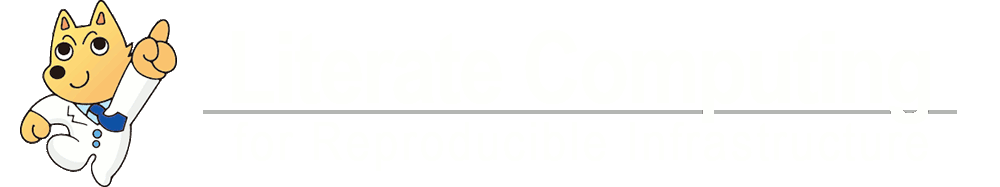 Literate Computing
for Reproducible Infrastructure